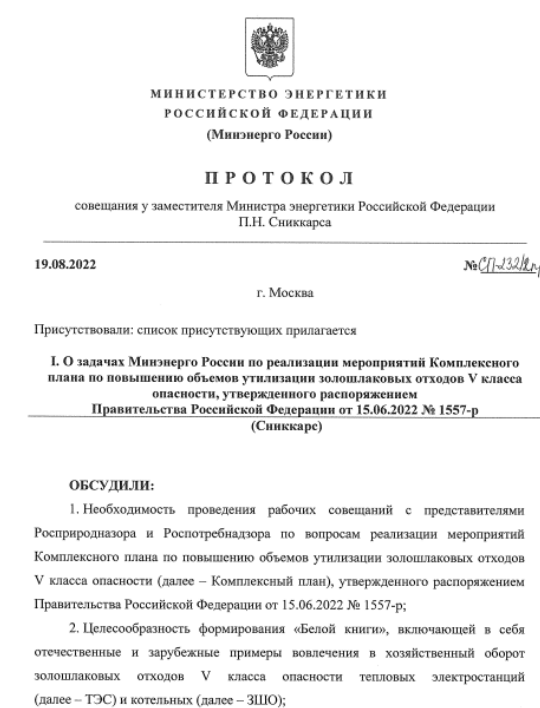 МИНИСТЕРСТВО ЭНЕРГЕТИКИ
РОССИЙСКОЙ ФЕДЕРАЦИИ
(Минэнерго России)
ПРОТОКОЛ
совещания у заместителя Министра энергетики Российской Федерации
П.Н. Сниккарса
19.08.2022 № СП-232/2пр
г. Москва
Присутствовали: список присутствующих прилагается
I. О задачах Минэнерго России по реализации мероприятий Комплексного
плана по повышению объемов утилизации золошлаковых отходов V класса
опасности, утвержденного распоряжением
Правительства Российской Федерации от 15.06.2022 № 1557-р
(Сниккарс)
ОБСУДИЛИ:
1. Необходимость проведения рабочих совещаний с представителями
Росприроднадзора и Роспотребнадзора по вопросам реализации мероприятий
Комплексного плана по повышению объемов утилизации золошлаковых отходов
V класса опасности (далее – Комплексный план), утвержденного распоряжением
Правительства Российской Федерации от 15.06.2022 № 1557-р;
2. Целесообразность формирования «Белой книги», включающей в себя
отечественные и зарубежные примеры вовлечения в хозяйственный оборот
золошлаковых отходов V класса опасности тепловых электростанций
(далее – ТЭС) и котельных (далее – ЗШО);